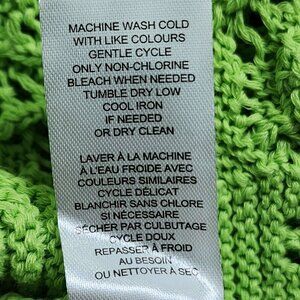 MACHINE WASH COLD
WITH LIKE COLOURS
GENTLE CYCLE
ONLY NON-CHLORINE
BLEACH WHEN NEEDED
TUMBLE DRY LOW
COOL IRON
IF NEEDED
OR DRY CLEAN
LAVER À LA MACHINE
À L'EAU FROIDE AVEC
COULEURS SIMILAIRES
CYCLE DÉLICAT
BLANCHIR SANS CHLORE
SI NÉCESSAIRE
SÉCHER PAR CULBUTAGE
CYCLE DOUX
REPASSER À FROID
AU BESOIN
OU NETTOYER À SEC